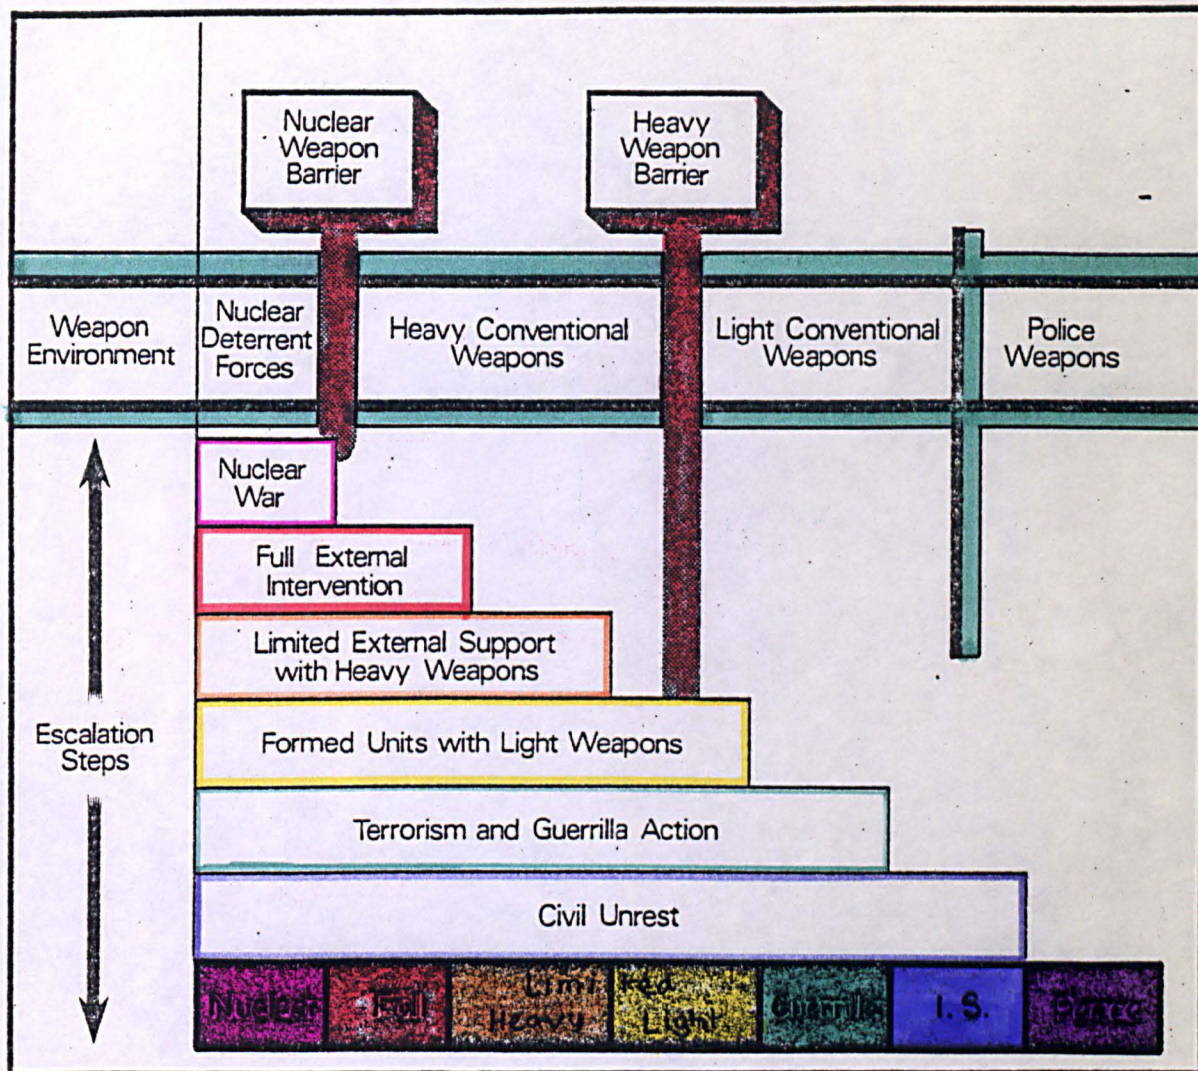 Nuclear
Weapon
Barrier
Heavy
Weapon
Barrier
Weapon
Environment
Nuclear
Deterrent
Forces
Heavy Conventional
Weapons
Light Conventional
Weapons
Police
Weapons
Nuclear
War
Full External
Intervention
Limited External Support
with Heavy Weapons
Escalation
Steps
Formed Units with Light Weapons
Terrorism and Guerrilla Action
Civil Unrest
Nuclear
Full
Limited
Heavy
Light
Guerrilla
I. S.
Peace